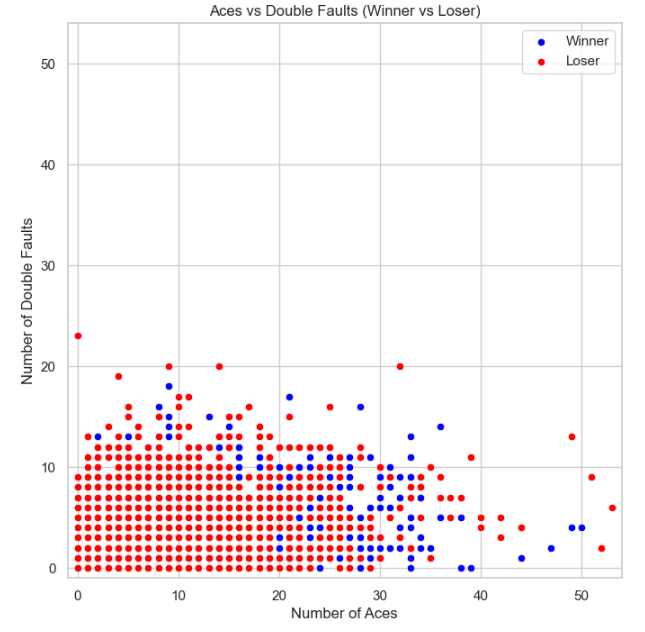 Aces vs Double Faults (Winner vs Loser)
Winner
Loser
50
40
30
20
10
0
Number of Double Faults
0 10 20 30 40 50
Number of Aces